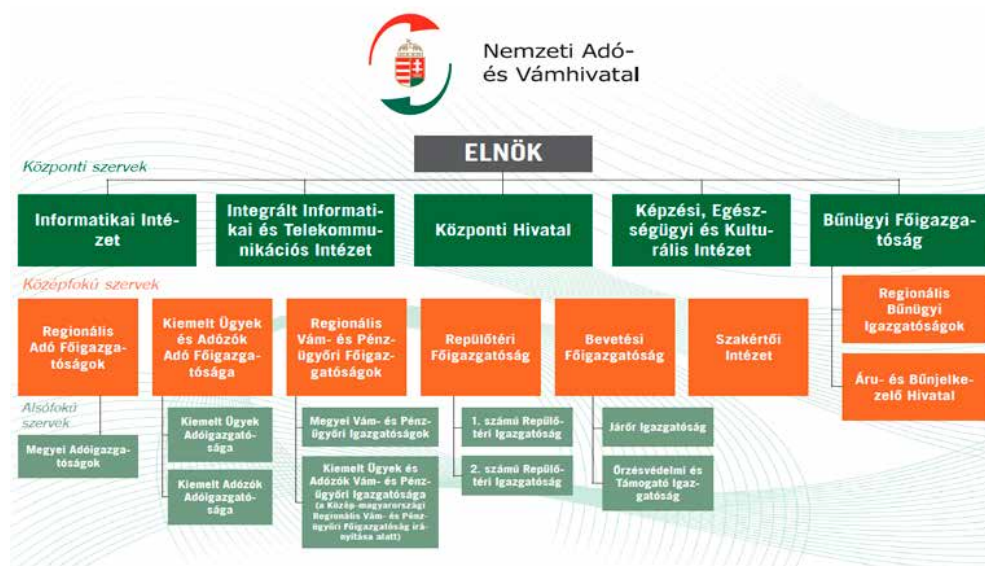 Nemzeti Adó-
és Vámhivatal
ELNÖK
Központi szervek
Informatikai Inté-
zet
Integrált Informati-
kai és Telekommu-
nikációs Intézet
Központi Hivatal
Képzési, Egész-
ségügyi és Kultu-
rális Intézet
Bűnügyi Főigazga-
tóság
Középfokú szervek
Regionális
Adó Főigazga-
tóságok
Kiemelt Ügyek
és Adózók
Adó Főigazga-
tósága
Regionális
Vám- és Pénz-
ügyőri Főigaz-
gatóságok
Repülőtéri
Főigazgatóság
Bevetési
Főigazgatóság
Szakértői
Intézet
Regionális
Bűnügyi
Igazgatóságok
Áru- és Bűnjelke-
zelő Hivatal
Alsófokú
szervek
Megyei Adóigazga-
tóságok
Kiemelt Ügyek
Adóigazgató-
sága
Kiemelt Adózók
Adóigazgató-
sága
Megyei Vám- és Pénz-
ügyőri Igazgatóságok
Kiemelt Ügyek és
Adózók Vám- és Pénz-
ügyőri Igazgatósága
(a Közép-magyarországi
Regionális Vám- és Pénz-
ügyőri Főigazgatóság irá-
nyítása alatt)
1. számú Repülő-
téri Igazgatóság
2. számú Repülő-
téri Igazgatóság
Járőr Igazgatóság
Őrzésvédelmi és
Támogató Igaz-
gatóság